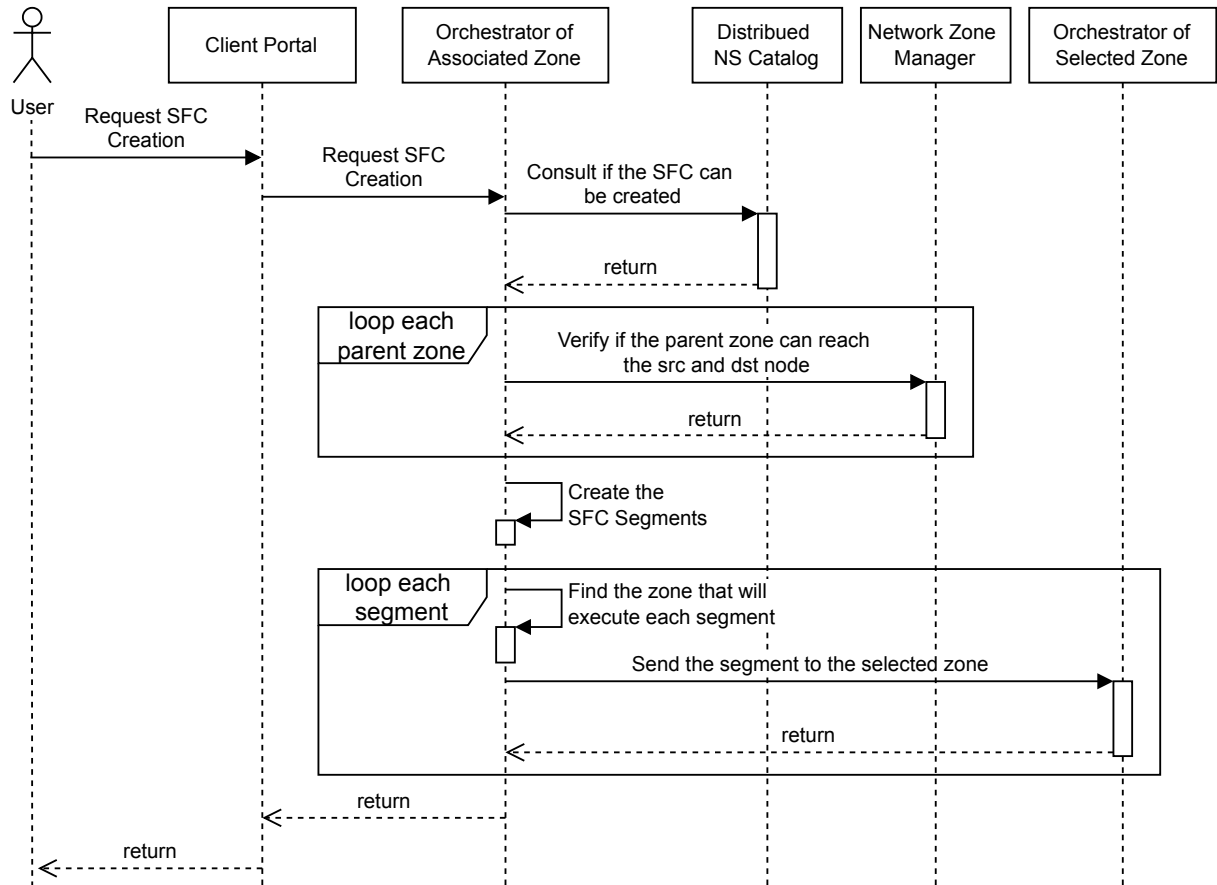 User
Client Portal
Orchestrator of
Associated Zone
Distribued
NS Catalog
Network Zone
Manager
Orchestrator of
Selected Zone
Request SFC
Creation
Request SFC
Creation
Consult if the SFC can
be created
return
loop each
parent zone
Verify if the parent zone can reach
the src and dst node
return
Create the
SFC Segments
loop each
segment
Find the zone that will
execute each segment
Send the segment to the selected zone
return
return
return